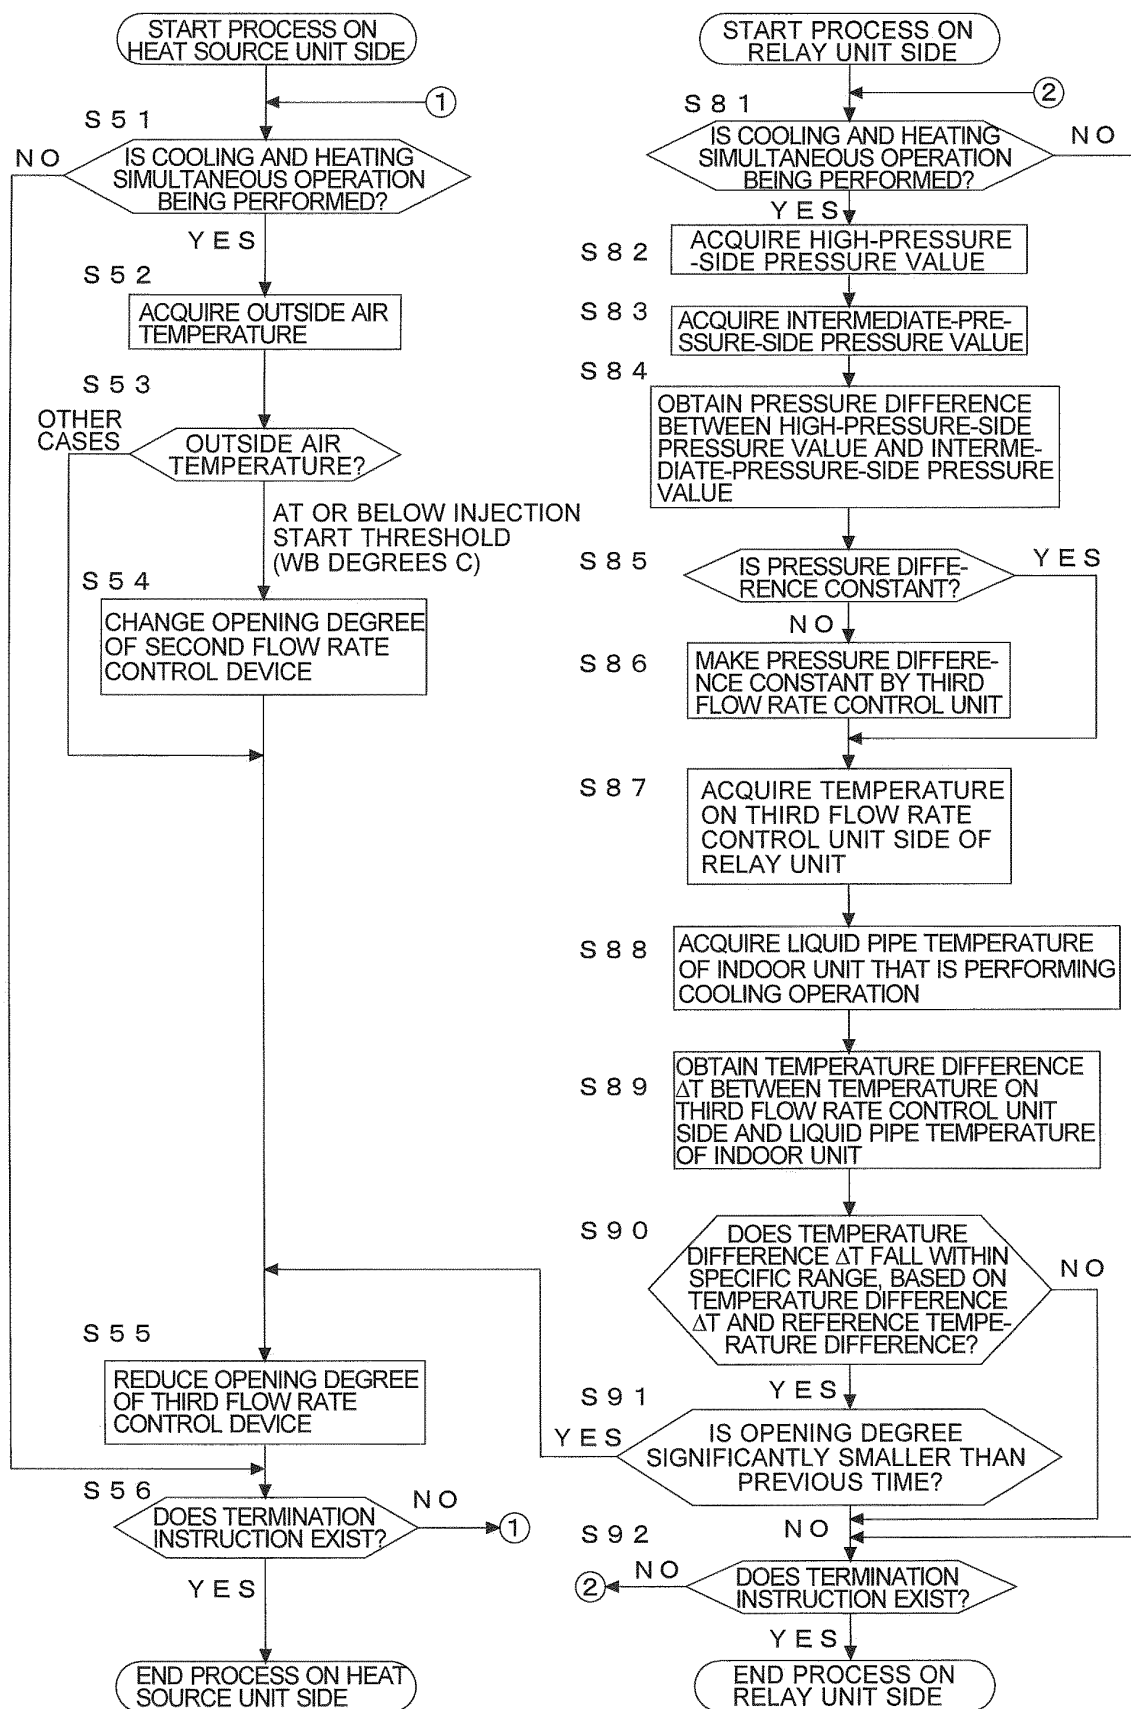 START PROCESS ON
HEAT SOURCE UNIT SIDE
1
S51
NO
IS COOLING AND HEATING
SIMULTANEOUS OPERATION
BEING PERFORMED?
YES
S52
ACQUIRE OUTSIDE AIR
TEMPERATURE
S53
OTHER
CASES
OUTSIDE AIR
TEMPERATURE?
AT OR BELOW INJECTION
START THRESHOLD
(WB DEGREES C)
S54
CHANGE OPENING DEGREE
OF SECOND FLOW RATE
CONTROL DEVICE
S55
REDUCE OPENING DEGREE
OF THIRD FLOW RATE
CONTROL DEVICE
S56
DOES TERMINATION
INSTRUCTION EXIST?
NO
1
YES
END PROCESS ON HEAT
SOURCE UNIT SIDE
START PROCESS ON
RELAY UNIT SIDE
2
S81
IS COOLING AND HEATING
SIMULTANEOUS OPERATION
BEING PERFORMED?
NO
YES
S82
ACQUIRE HIGH-PRESSURE
-SIDE PRESSURE VALUE
S83
ACQUIRE INTERMEDIATE-PRE-
SSURE-SIDE PRESSURE VALUE
S84
OBTAIN PRESSURE DIFFERENCE
BETWEEN HIGH-PRESSURE-SIDE
PRESSURE VALUE AND INTERME-
DIATE-PRESSURE-SIDE PRESSURE
VALUE
S85
IS PRESSURE DIFFE-
RENCE CONSTANT?
YES
NO
S86
MAKE PRESSURE DIFFERE-
NCE CONSTANT BY THIRD
FLOW RATE CONTROL UNIT
S87
ACQUIRE TEMPERATURE
ON THIRD FLOW RATE
CONTROL UNIT SIDE OF
RELAY UNIT
S88
ACQUIRE LIQUID PIPE TEMPERATURE
OF INDOOR UNIT THAT IS PERFORMING
COOLING OPERATION
S89
OBTAIN TEMPERATURE DIFFERENCE
ΔT BETWEEN TEMPERATURE ON
THIRD FLOW RATE CONTROL UNIT
SIDE AND LIQUID PIPE TEMPERATURE
OF INDOOR UNIT
S90
DOES TEMPERATURE
DIFFERENCE ΔT FALL WITHIN
SPECIFIC RANGE, BASED ON
TEMPERATURE DIFFERENCE
ΔT AND REFERENCE TEMPE-
RATURE DIFFERENCE?
NO
YES
S91
YES
IS OPENING DEGREE
SIGNIFICANTLY SMALLER THAN
PREVIOUS TIME?
NO
S92
NO
2
DOES TERMINATION
INSTRUCTION EXIST?
YES
END PROCESS ON
RELAY UNIT SIDE